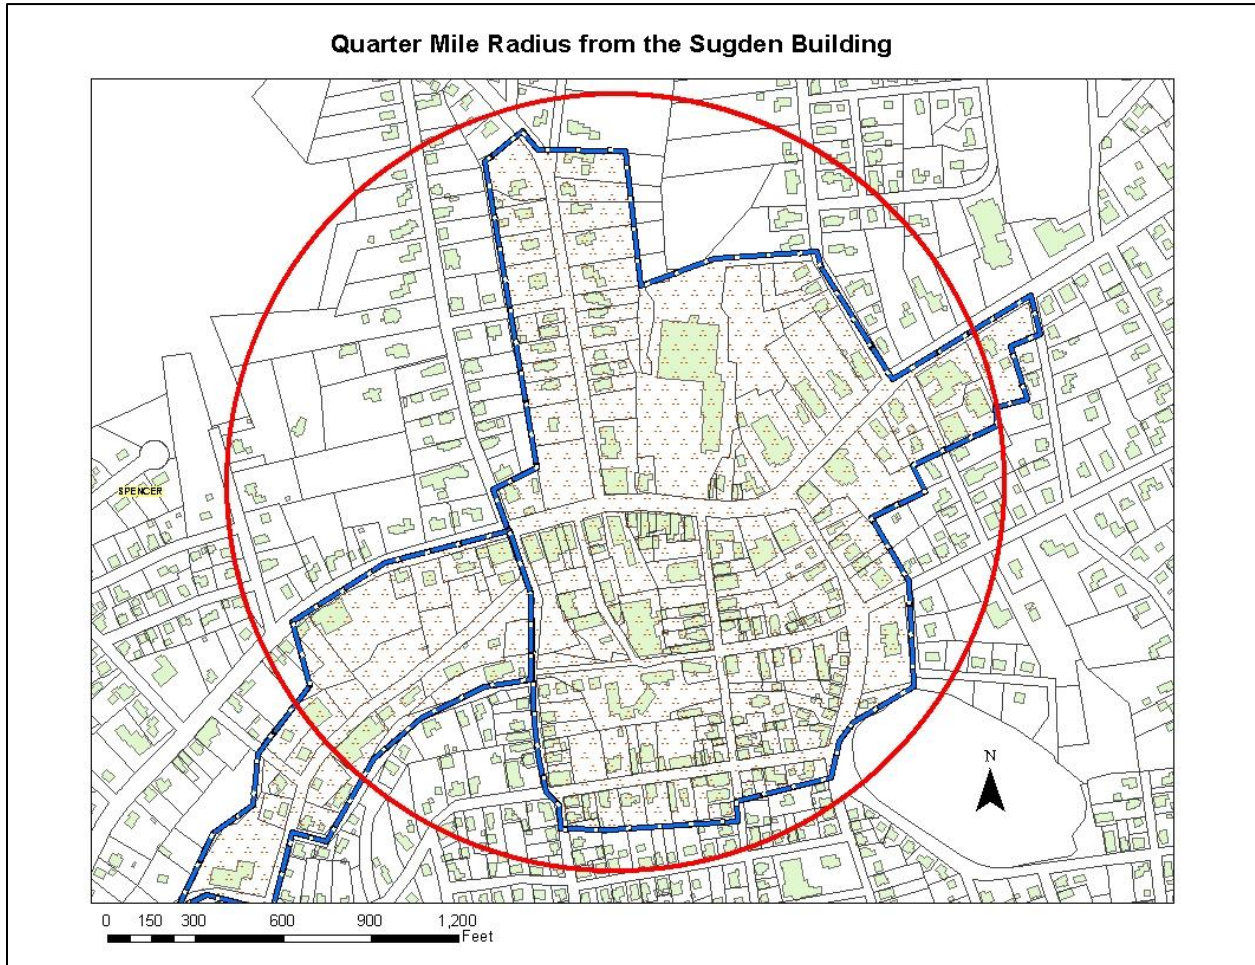 Quarter Mile Radius from the Sugden Building
SPENCER
N
0 150 300 600 900 1,200
Feet